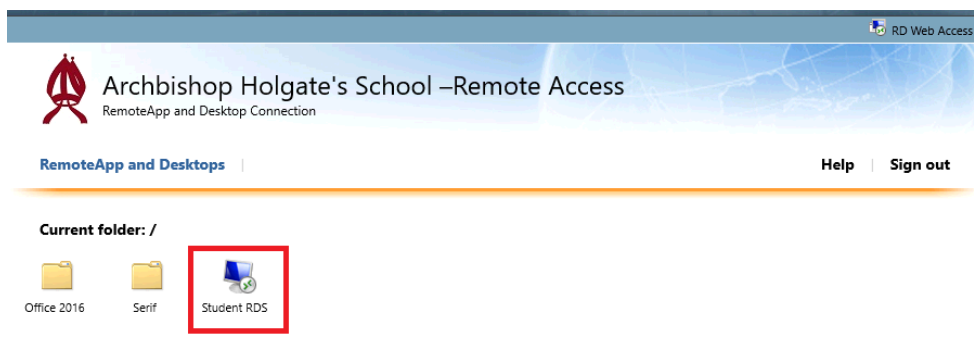 RD Web Access
Archbishop Holgate's School –Remote Access
RemoteApp and Desktop Connection
RemoteApp and Desktops | Help | Sign out
Current folder: /
Office 2016 Serif Student RDS